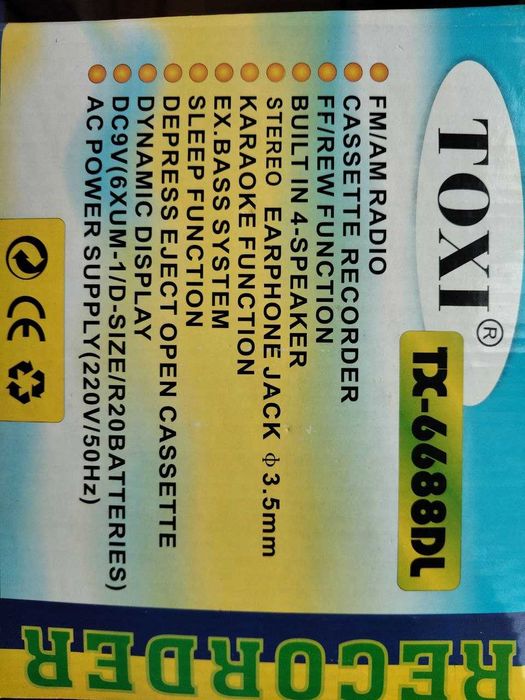 TOXI®
TX-6688DL
FM/AM RADIO
CASSETTE RECORDER
FF/REW FUNCTION
BUILT IN 4-SPEAKER
STEREO EARPHONE JACK ф3.5mm
KARAOKE FUNCTION
EX.BASS SYSTEM
SLEEP FUNCTION
DEPRESS EJECT OPEN CASSETTE
DYNAMIC DISPLAY
DC9V(6XUM-1/D-SIZE/R20BATTERIES)
AC POWER SUPPLY(220V/50Hz)
CE
RECORDER